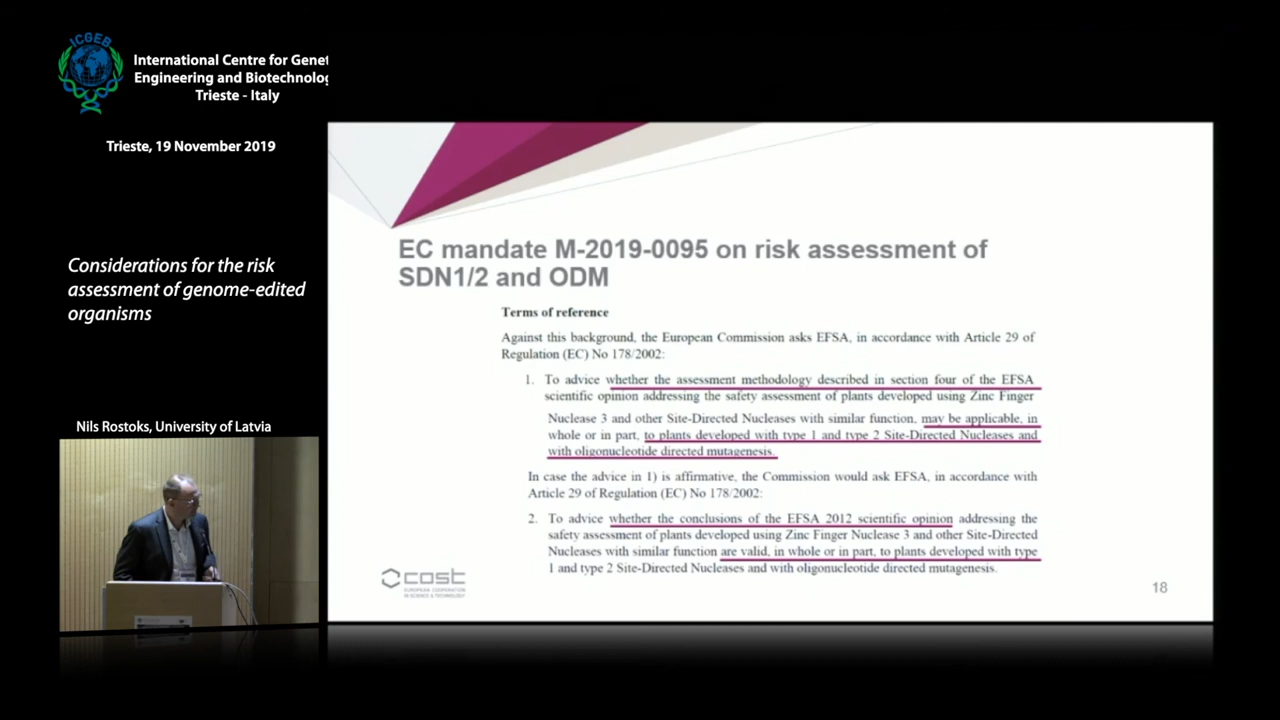 ICGEB
International Centre for Genet
Engineering and Biotechnolog
Trieste - Italy
Trieste, 19 November 2019
Considerations for the risk
assessment of genome-edited
organisms
Nils Rostoks, University of Latvia
EC mandate M-2019-0095 on risk assessment of
SDN1/2 and ODM
Terms of reference
Against this background, the European Commission asks EFSA, in accordance with Article 29 of
Regulation (EC) No 178/2002:
1. To advice whether the assessment methodology described in section four of the EFSA
scientific opinion addressing the safety assessment of plants developed using Zinc Finger
Nuclease 3 and other Site-Directed Nucleases with similar function, may be applicable, in
whole or in part, to plants developed with type 1 and type 2 Site-Directed Nucleases and
with oligonucleotide directed mutagenesis.
In case the advice in 1) is affirmative, the Commission would ask EFSA, in accordance with
Article 29 of Regulation (EC) No 178/2002:
2. To advice whether the conclusions of the EFSA 2012 scientific opinion addressing the
safety assessment of plants developed using Zinc Finger Nuclease 3 and other Site-Directed
Nucleases with similar function are valid, in whole or in part, to plants developed with type
1 and type 2 Site-Directed Nucleases and with oligonucleotide directed mutagenesis.
cost
EUROPEAN COOPERATION
IN SCIENCE & TECHNOLOGY
18